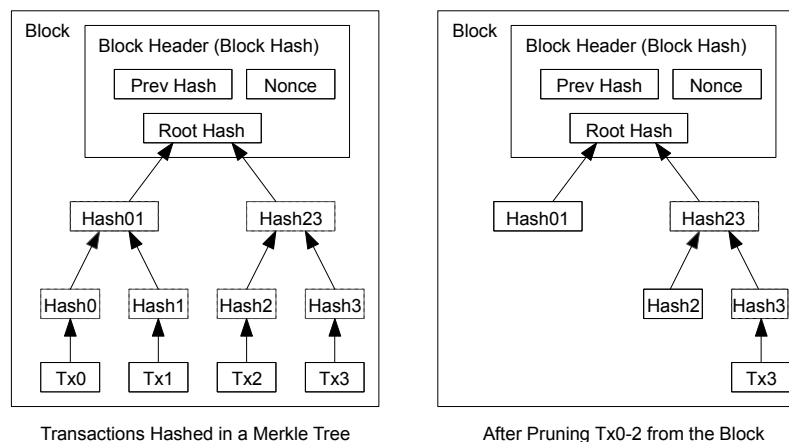 Block
Block Header (Block Hash)
Prev Hash
Nonce
Root Hash
Hash01
Hash23
Hash0
Hash1
Hash2
Hash3
Tx0
Tx1
Tx2
Tx3
Transactions Hashed in a Merkle Tree
Block
Block Header (Block Hash)
Prev Hash
Nonce
Root Hash
Hash01
Hash23
Hash2
Hash3
Tx3
After Pruning Tx0-2 from the Block